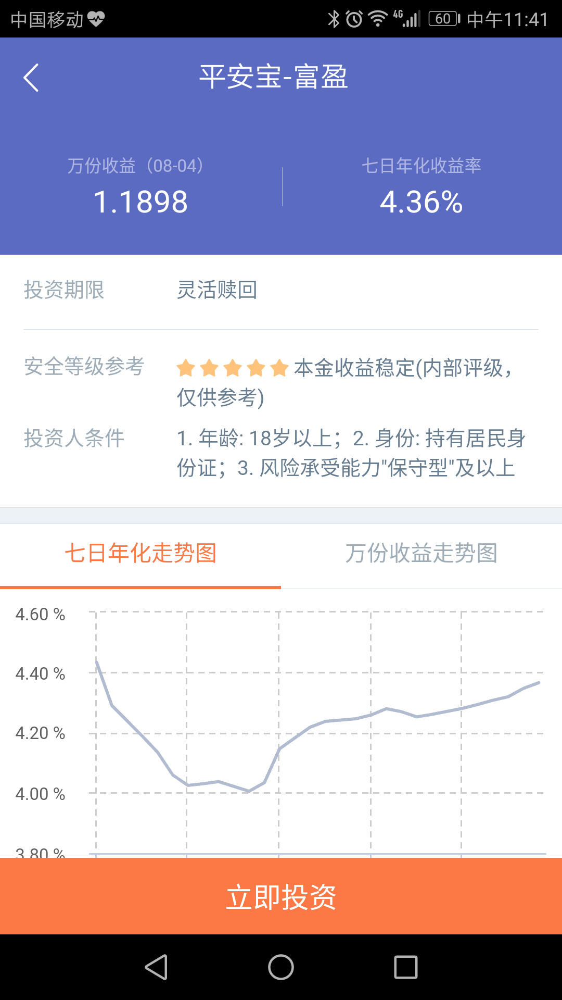 中国移动 4G 60 中午11:41
平安宝-富盈
万份收益（08-04） 七日年化收益率
1.1898 4.36%
投资期限 灵活赎回
安全等级参考 本金收益稳定(内部评级，
仅供参考)
投资人条件 1. 年龄: 18岁以上；2. 身份: 持有居民身
份证；3. 风险承受能力"保守型"及以上
七日年化走势图 万份收益走势图
4.60 %
4.40 %
4.20 %
4.00 %
3.80 %
立即投资